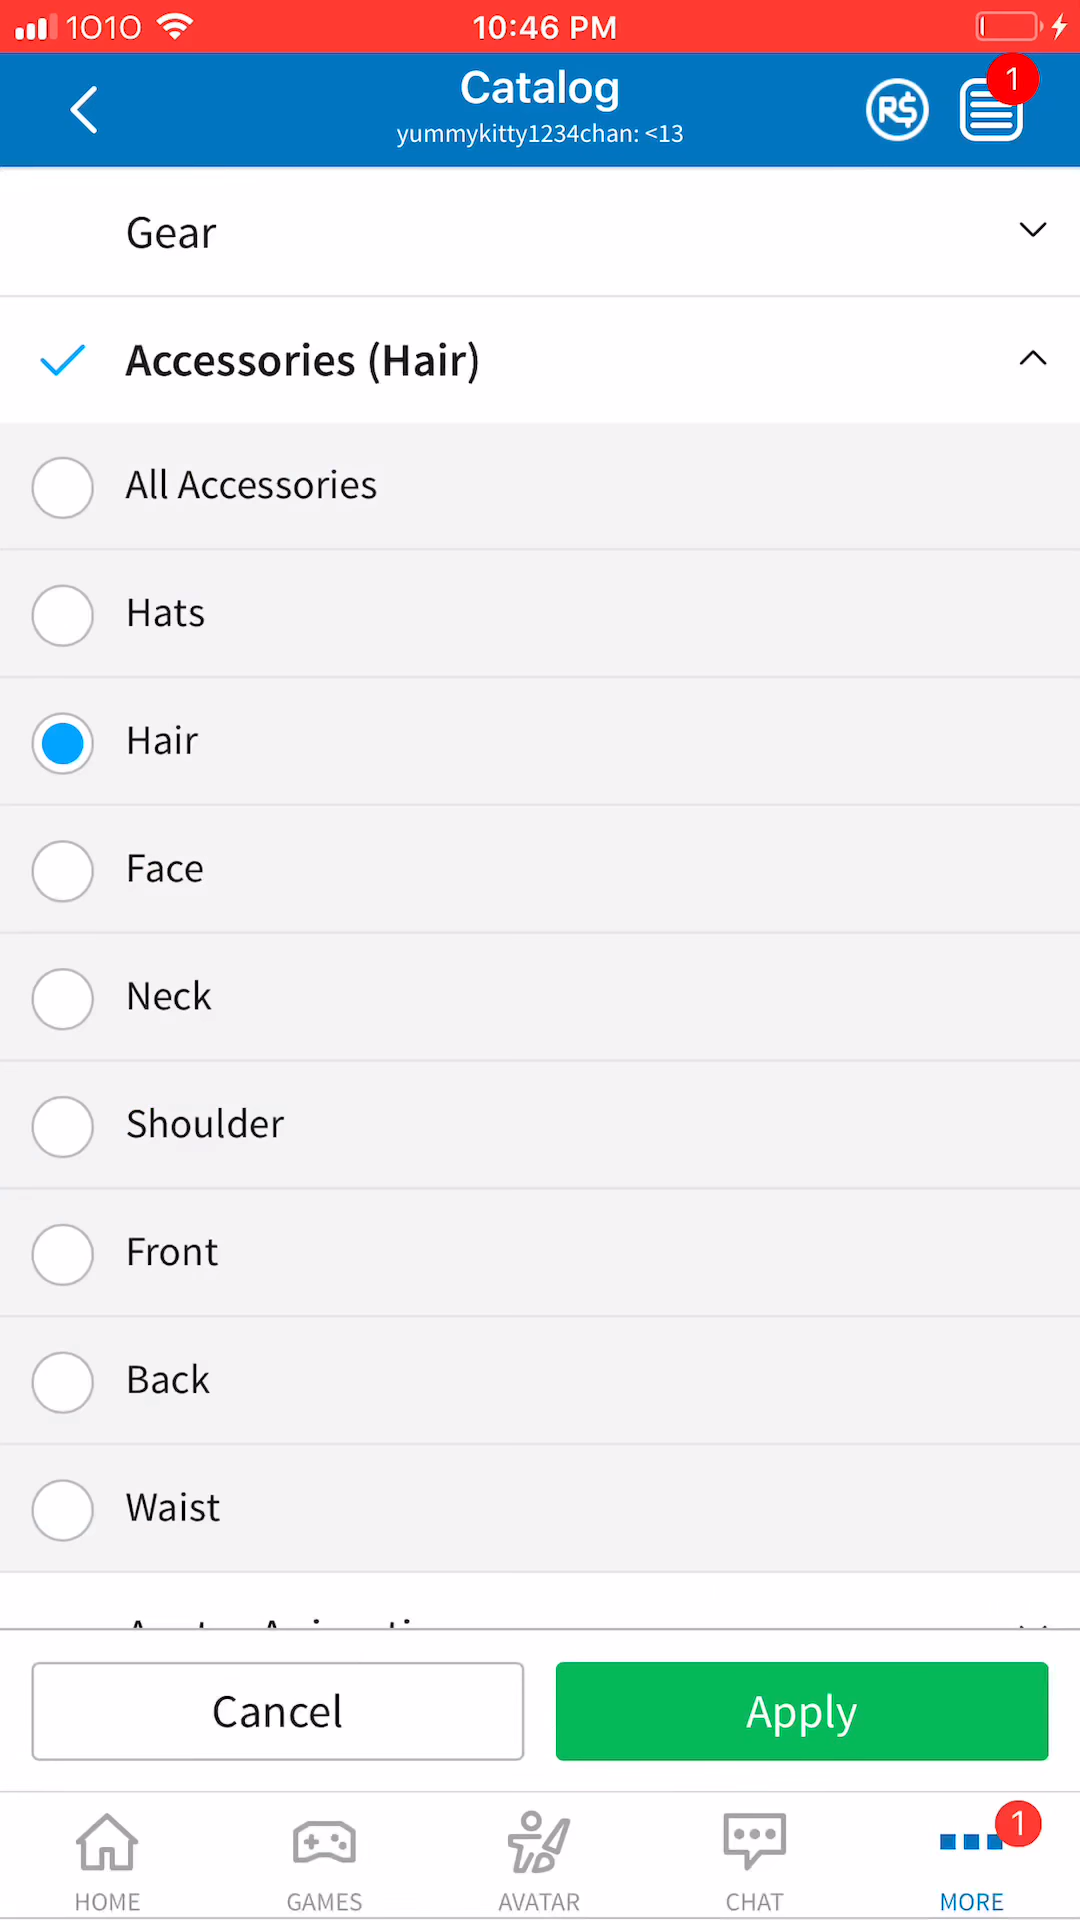 1010
10:46 PM
Catalog
yummykitty1234chan: <13
R$
1
Gear
Accessories (Hair)
All Accessories
Hats
Hair
Face
Neck
Shoulder
Front
Back
Waist
Cancel
Apply
1
HOME
GAMES
AVATAR
CHAT
MORE